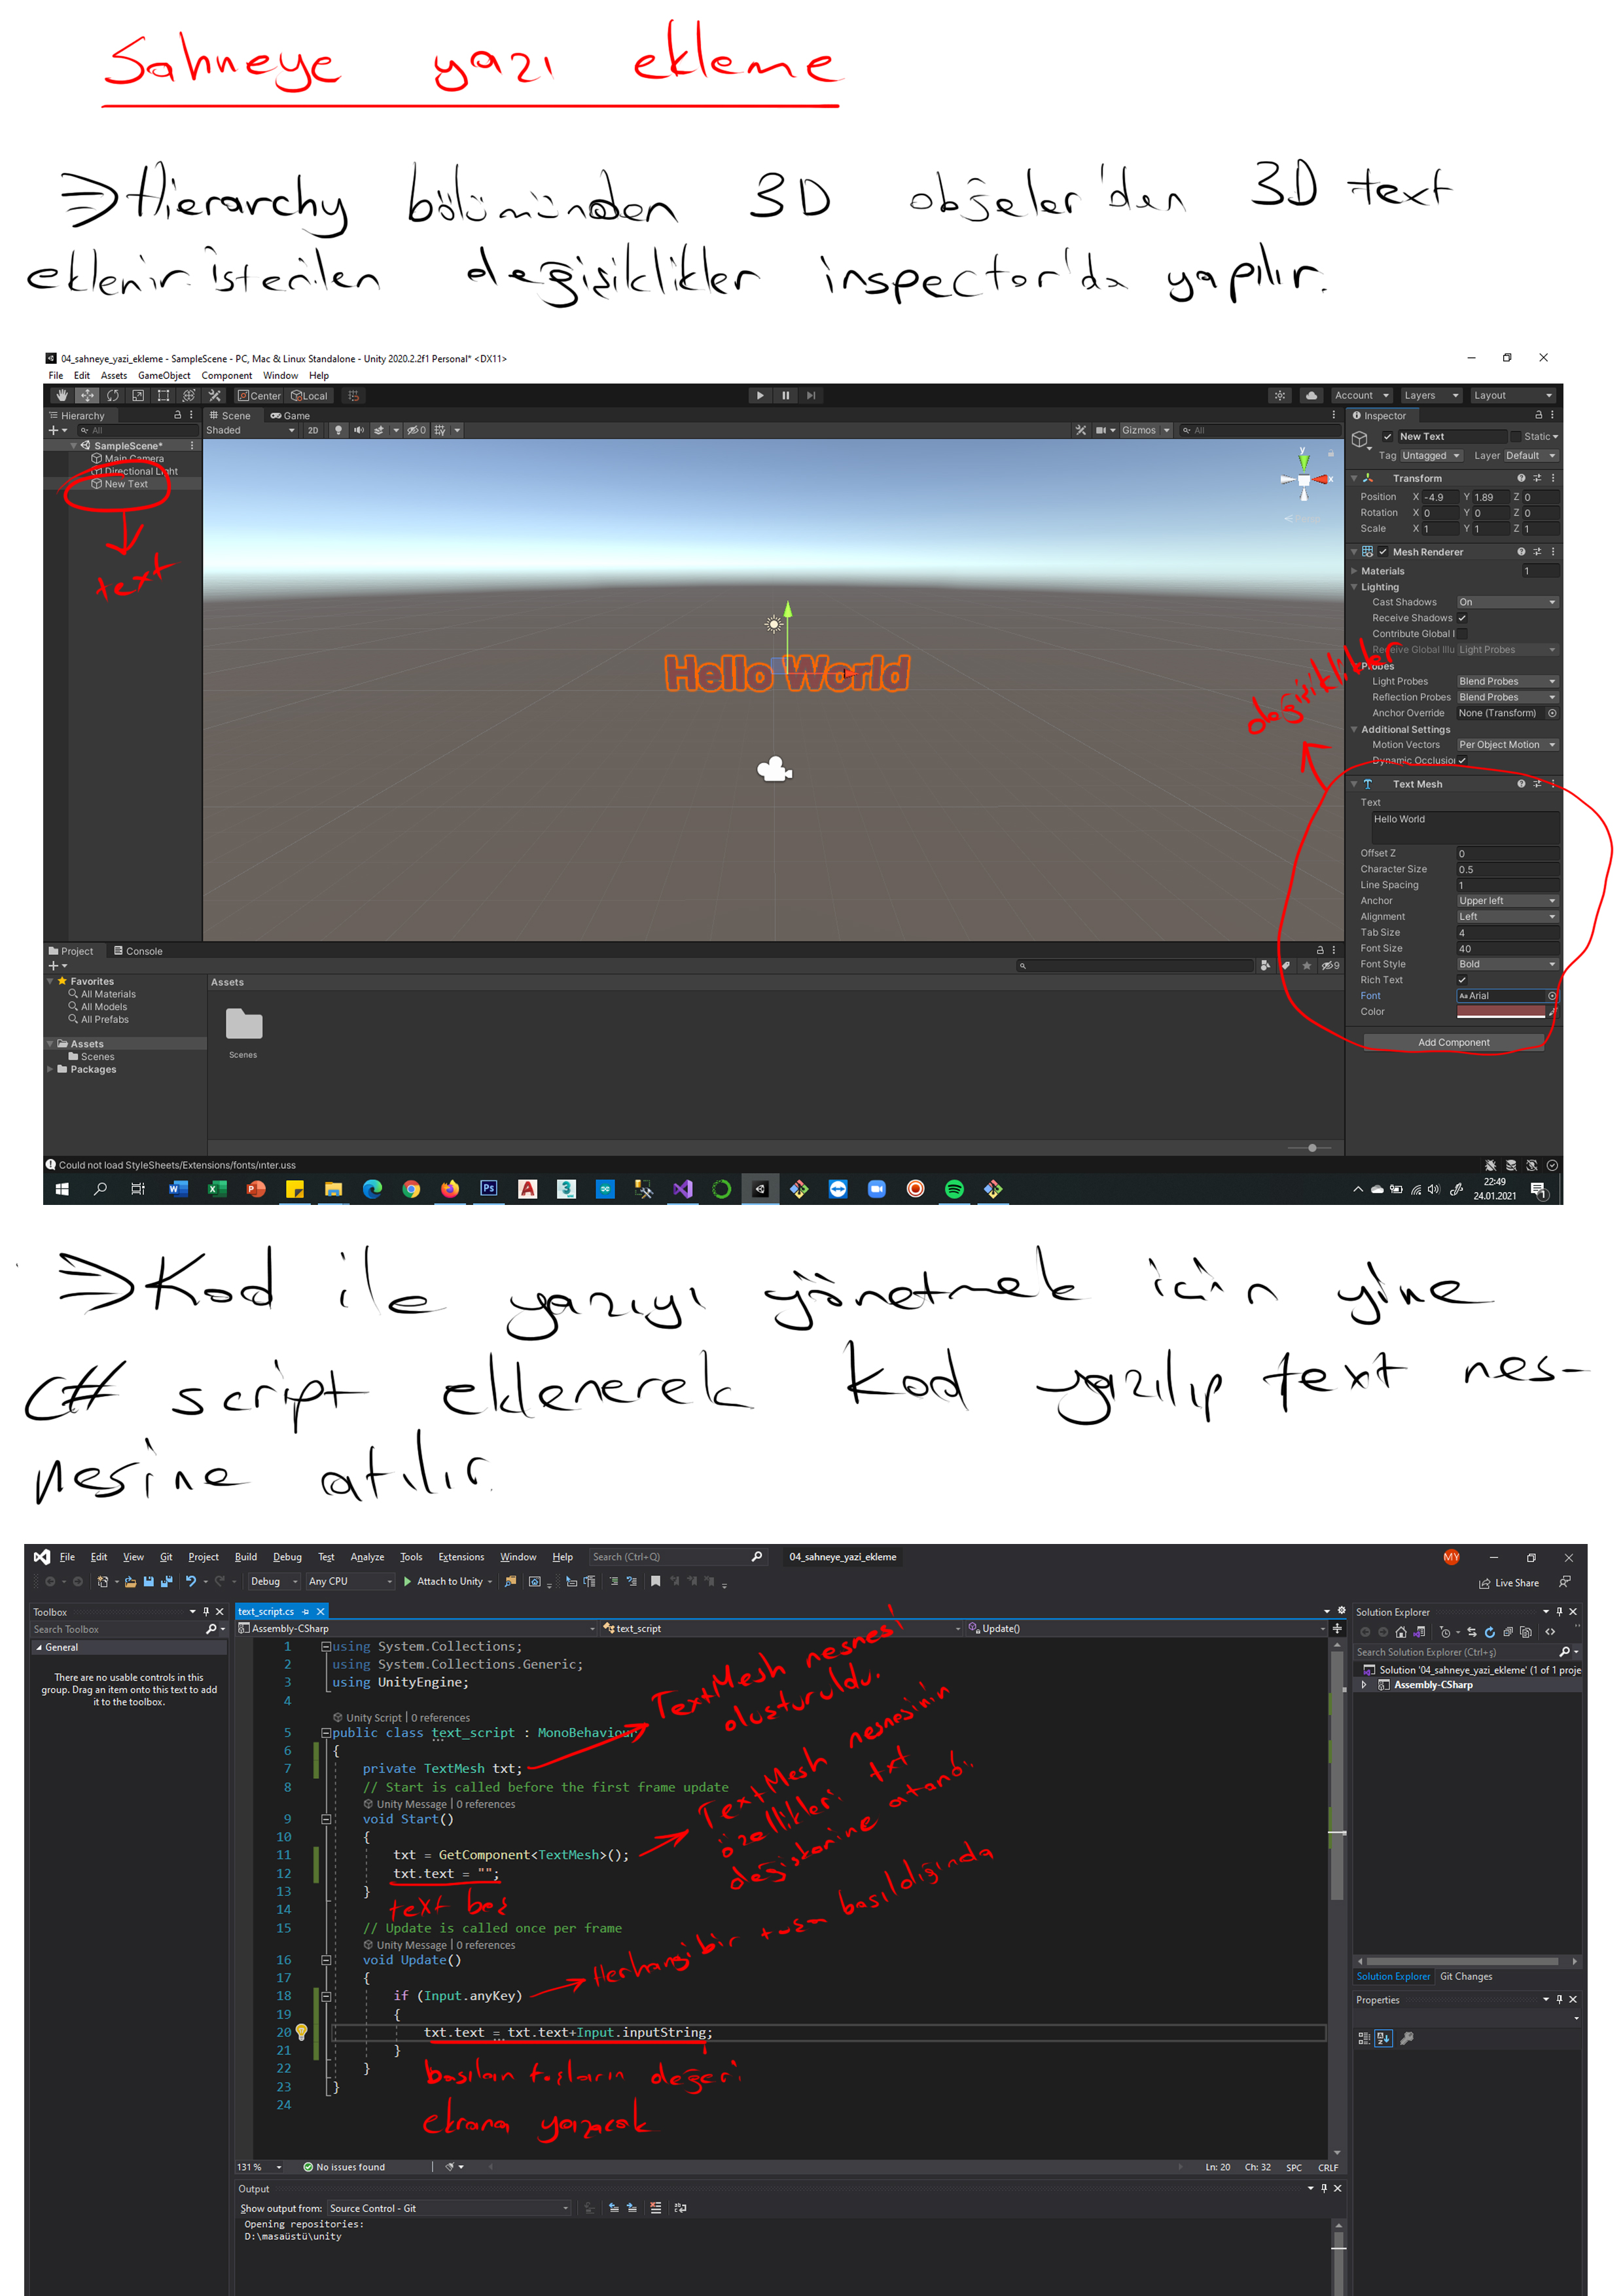 Sahneye yazı ekleme
⇒ Hierarchy bölümünden 3D objeler'den 3D text
eklenir. İstenilen değişiklikler inspector'da yapılır.
04_sahneye_yazi_ekleme - SampleScene - PC, Mac & Linux Standalone - Unity 2020.2.2f1 Personal* <DX11>
File Edit Assets GameObject Component Window Help
Center Local
Account Layers Layout
Hierarchy
All
SampleScene*
Main Camera
Directional Light
New Text
text
Scene Game
Shaded 2D 0 Gizmos All
y
x
Hello World
Inspector
New Text Static
Tag Untagged Layer Default
Transform
Position X -4.9 Y 1.89 Z 0
Rotation X 0 Y 0 Z 0
Scale X 1 Y 1 Z 1
Mesh Renderer
Materials 1
Lighting
Cast Shadows On
Receive Shadows
Contribute Global I
Receive Global Illu Light Probes
Probes
Light Probes Blend Probes
Reflection Probes Blend Probes
Anchor Override None (Transform)
Additional Settings
Motion Vectors Per Object Motion
Dynamic Occlusion
değişiklikler
Text Mesh
Text
Hello World
Offset Z 0
Character Size 0.5
Line Spacing 1
Anchor Upper left
Alignment Left
Tab Size 4
Font Size 40
Font Style Bold
Rich Text
Font Aa Arial
Color
Add Component
Project Console
9
Favorites
All Materials
All Models
All Prefabs
Assets
Scenes
Packages
Assets
Scenes
Could not load StyleSheets/Extensions/fonts/inter.uss
22:49
24.01.2021
1
⇒ Kod ile yazıyı yönetmek için yine
C# script eklenerek kod yazılıp text nes-
nesine atılır.
File Edit View Git Project Build Debug Test Analyze Tools Extensions Window Help Search (Ctrl+Q) 04_sahneye_yazi_ekleme MY
Debug Any CPU Attach to Unity Live Share
Toolbox
Search Toolbox
General
There are no usable controls in this
group. Drag an item onto this text to add
it to the toolbox.
text_script.cs
Assembly-CSharp text_script Update()
1 using System.Collections;
2 using System.Collections.Generic;
3 using UnityEngine;
4
Unity Script | 0 references
5 public class text_script : MonoBehaviour
6 {
7 private TextMesh txt;
TextMesh nesnesi
oluşturuldu.
8 // Start is called before the first frame update
Unity Message | 0 references
9 void Start()
10 {
11 txt = GetComponent<TextMesh>();
TextMesh nesnesinin
özellikleri txt
değişkenine atandı.
12 txt.text = "";
text boş
13 }
14
15 // Update is called once per frame
Unity Message | 0 references
16 void Update()
17 {
18 if (Input.anyKey)
Herhangi bir tuşa basıldığında
19 {
20 txt.text = txt.text+Input.inputString;
21 }
22 }
23 }
24
basılan tuşların değeri
ekrana yazacak
131 % No issues found Ln: 20 Ch: 32 SPC CRLF
Output
Show output from: Source Control - Git
Opening repositories:
D:\masaüstü\unity
Solution Explorer
Search Solution Explorer (Ctrl+ş)
Solution '04_sahneye_yazi_ekleme' (1 of 1 proje
Assembly-CSharp
Solution Explorer Git Changes
Properties